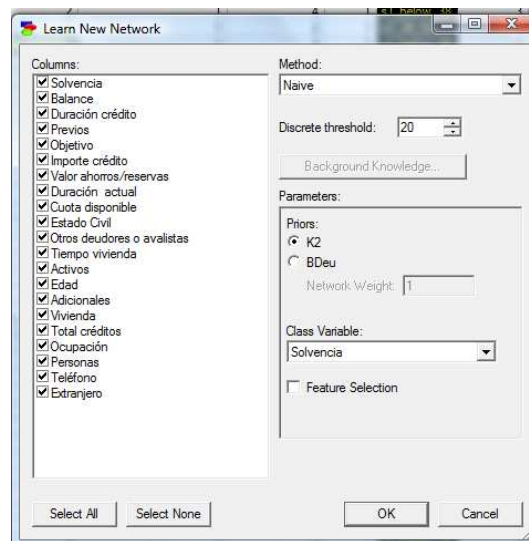 Learn New Network
Columns:
Solvencia
Balance
Duración crédito
Previos
Objetivo
Importe crédito
Valor ahorros/reservas
Duración actual
Cuota disponible
Estado Civil
Otros deudores o avalistas
Tiempo vivienda
Activos
Edad
Adicionales
Vivienda
Total créditos
Ocupación
Personas
Teléfono
Extranjero
Method:
Naive
Discrete threshold: 20
Background Knowledge...
Parameters:
Priors:
K2
BDeu
Network Weight: 1
Class Variable:
Solvencia
Feature Selection
Select All Select None OK Cancel